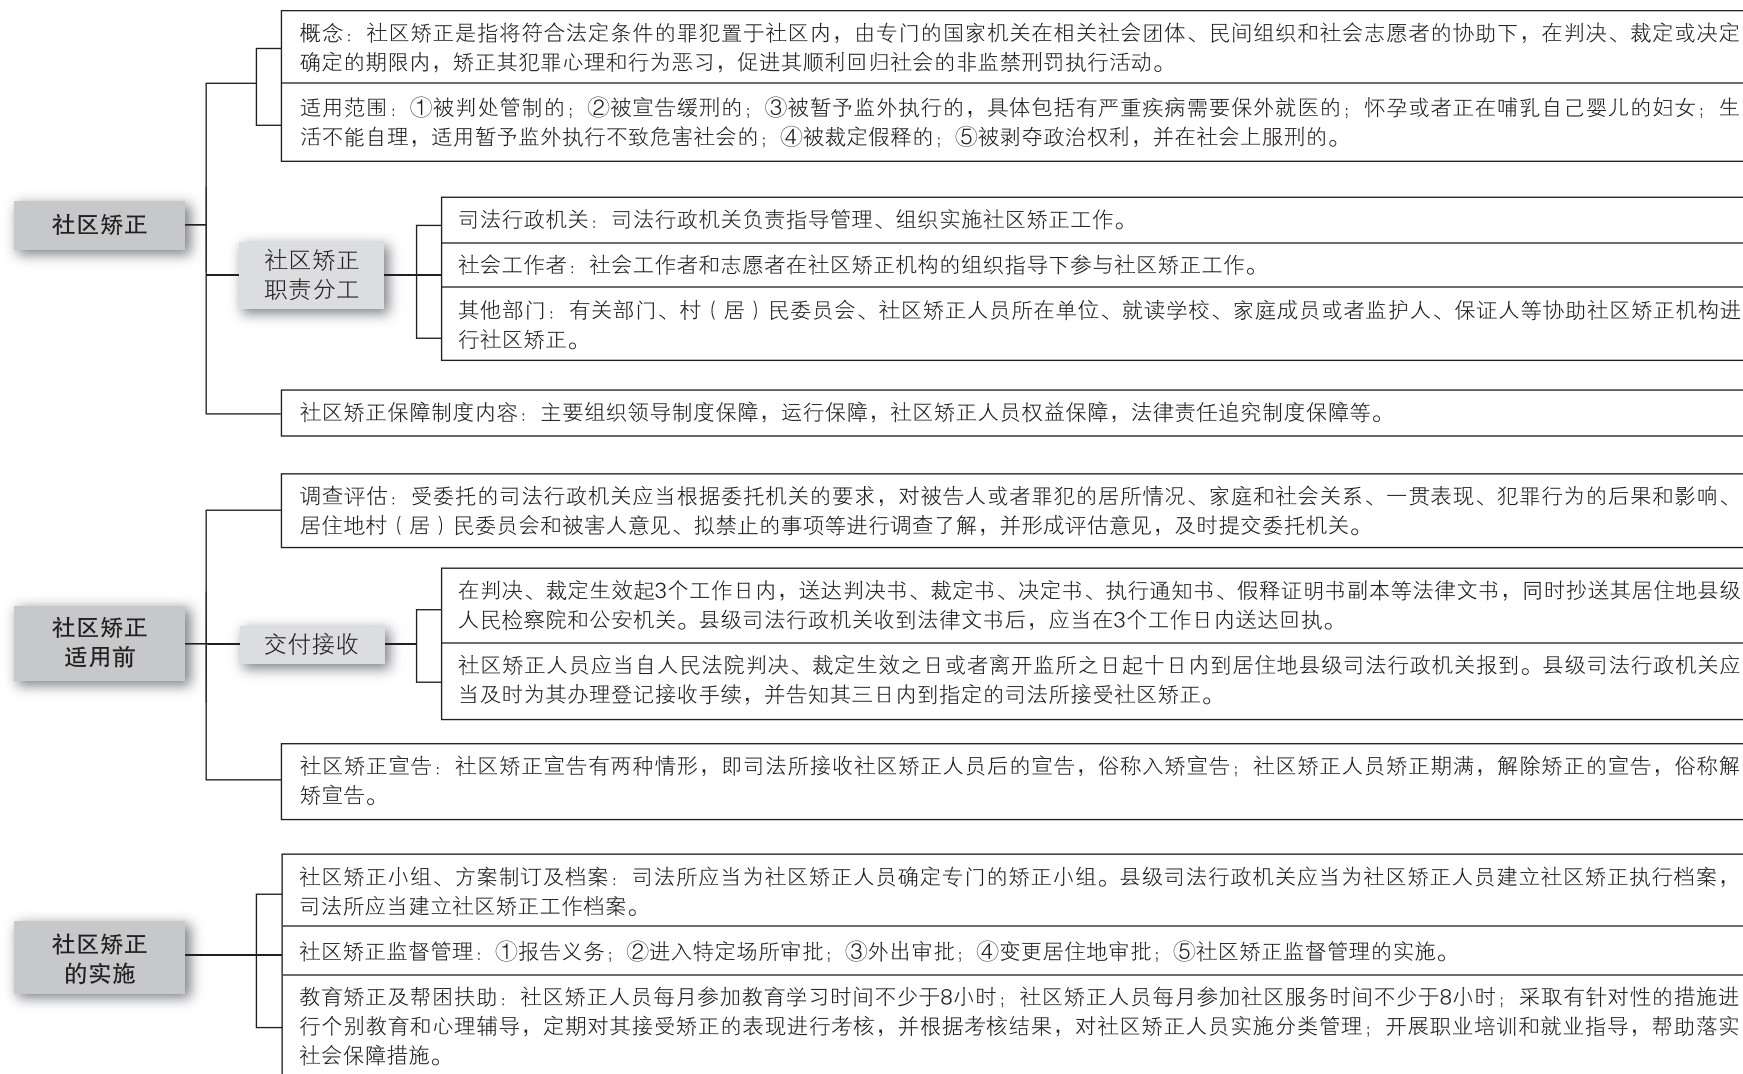 社区矫正
概念：社区矫正是指将符合法定条件的罪犯置于社区内，由专门的国家机关在相关社会团体、民间组织和社会志愿者的协助下，在判决、裁定或决定
确定的期限内，矫正其犯罪心理和行为恶习，促进其顺利回归社会的非监禁刑罚执行活动。
适用范围：①被判处管制的；②被宣告缓刑的；③被暂予监外执行的，具体包括有严重疾病需要保外就医的；怀孕或者正在哺乳自己婴儿的妇女；生
活不能自理，适用暂予监外执行不致危害社会的；④被裁定假释的；⑤被剥夺政治权利，并在社会上服刑的。
社区矫正
职责分工
司法行政机关：司法行政机关负责指导管理、组织实施社区矫正工作。
社会工作者：社会工作者和志愿者在社区矫正机构的组织指导下参与社区矫正工作。
其他部门：有关部门、村（居）民委员会、社区矫正人员所在单位、就读学校、家庭成员或者监护人、保证人等协助社区矫正机构进
行社区矫正。
社区矫正保障制度内容：主要组织领导制度保障，运行保障，社区矫正人员权益保障，法律责任追究制度保障等。
社区矫正
适用前
调查评估：受委托的司法行政机关应当根据委托机关的要求，对被告人或者罪犯的居所情况、家庭和社会关系、一贯表现、犯罪行为的后果和影响、
居住地村（居）民委员会和被害人意见、拟禁止的事项等进行调查了解，并形成评估意见，及时提交委托机关。
交付接收
在判决、裁定生效起3个工作日内，送达判决书、裁定书、决定书、执行通知书、假释证明书副本等法律文书，同时抄送其居住地县级
人民检察院和公安机关。县级司法行政机关收到法律文书后，应当在3个工作日内送达回执。
社区矫正人员应当自人民法院判决、裁定生效之日或者离开监所之日起十日内到居住地县级司法行政机关报到。县级司法行政机关应
当及时为其办理登记接收手续，并告知其三日内到指定的司法所接受社区矫正。
社区矫正宣告：社区矫正宣告有两种情形，即司法所接收社区矫正人员后的宣告，俗称入矫宣告；社区矫正人员矫正期满，解除矫正的宣告，俗称解
矫宣告。
社区矫正
的实施
社区矫正小组、方案制订及档案：司法所应当为社区矫正人员确定专门的矫正小组。县级司法行政机关应当为社区矫正人员建立社区矫正执行档案，
司法所应当建立社区矫正工作档案。
社区矫正监督管理：①报告义务；②进入特定场所审批；③外出审批；④变更居住地审批；⑤社区矫正监督管理的实施。
教育矫正及帮困扶助：社区矫正人员每月参加教育学习时间不少于8小时；社区矫正人员每月参加社区服务时间不少于8小时；采取有针对性的措施进
行个别教育和心理辅导，定期对其接受矫正的表现进行考核，并根据考核结果，对社区矫正人员实施分类管理；开展职业培训和就业指导，帮助落实
社会保障措施。